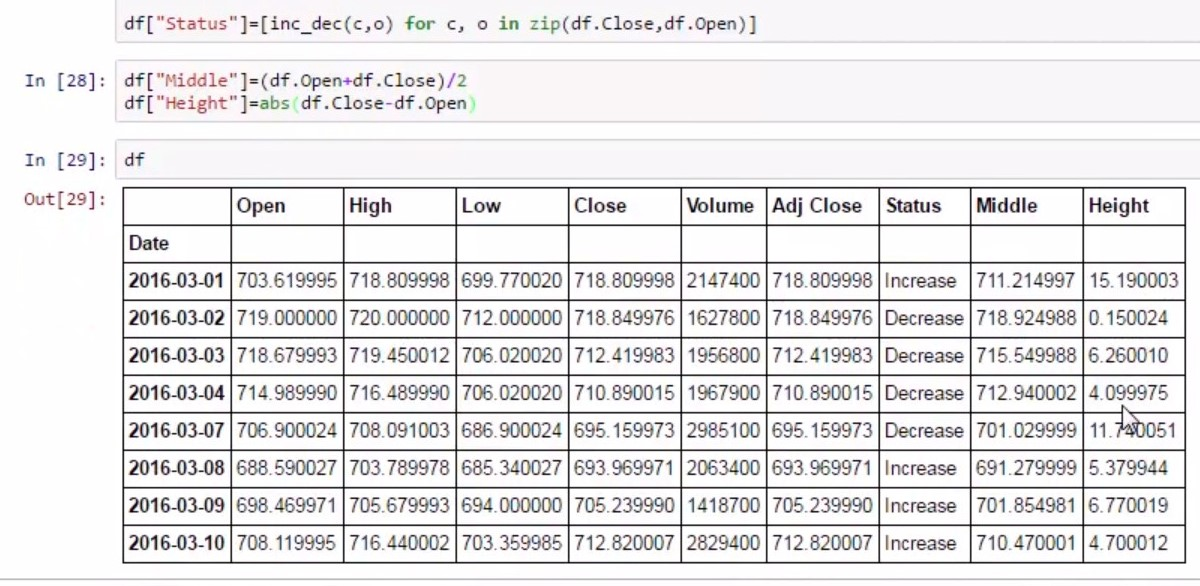 df["Status"]=[inc_dec(c,o) for c, o in zip(df.Close,df.Open)]
In [28]: df["Middle"]=(df.Open+df.Close)/2
df["Height"]=abs(df.Close-df.Open)
In [29]: df
Out[29]:
Open High Low Close Volume Adj Close Status Middle Height
Date
2016-03-01 703.619995 718.809998 699.770020 718.809998 2147400 718.809998 Increase 711.214997 15.190003
2016-03-02 719.000000 720.000000 712.000000 718.849976 1627800 718.849976 Decrease 718.924988 0.150024
2016-03-03 718.679993 719.450012 706.020020 712.419983 1956800 712.419983 Decrease 715.549988 6.260010
2016-03-04 714.989990 716.489990 706.020020 710.890015 1967900 710.890015 Decrease 712.940002 4.099975
2016-03-07 706.900024 708.091003 686.900024 695.159973 2985100 695.159973 Decrease 701.029999 11.740051
2016-03-08 688.590027 703.789978 685.340027 693.969971 2063400 693.969971 Increase 691.279999 5.379944
2016-03-09 698.469971 705.679993 694.000000 705.239990 1418700 705.239990 Increase 701.854981 6.770019
2016-03-10 708.119995 716.440002 703.359985 712.820007 2829400 712.820007 Increase 710.470001 4.700012